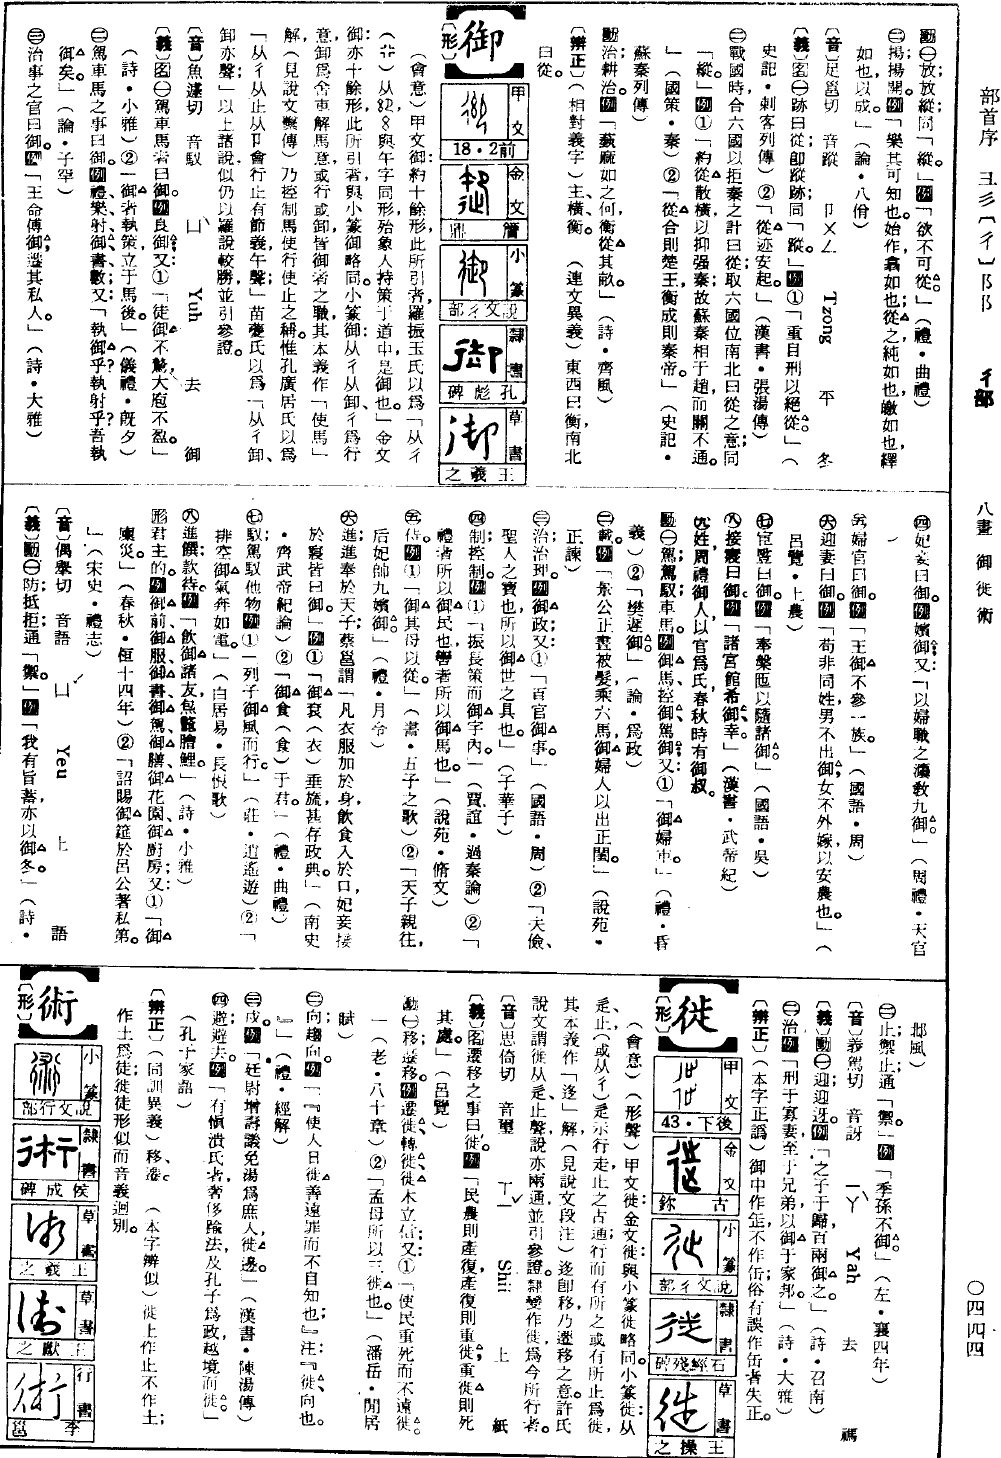 部首序 彐彡〔彳〕阝阝 彳部 八畫 御徙術 〇四四四
動㊀放放縱同「縱。」例「欲不可從。」（禮・曲禮）
㊁揚揚開。例「樂其可知也始作翕如也從之純如也皦如也繹
如也以成。」（論・八佾）
〔音〕足邕切 音蹤 ㄗㄨㄥ Tzong 平 冬
〔義〕名㊀跡曰從卽蹤跡同「蹤。」例①「重自刑以絕從。」（
史記・刺客列傳）②「從迹安起。」（漢書・張湯傳）
㊁戰國時合六國以拒秦之計曰從取六國位南北曰從之意同
「縱。」例①「約從散橫以抑强秦故蘇秦相于趙而關不通。
」（國策・秦）②「從合則楚王衡成則秦帝。」（史記・
蘇秦列傳）
動治耕治。例「蓺麻如之何衡從其畝。」（詩・齊風）
〔辨正〕（相對義字）主、橫、衡。（連文異義）東西曰衡南北
曰從。
御
〔形〕
甲文 前2・18
金文 鼎
小篆 說文彳部
隸書 孔彪碑
草書 王羲之
（會意）甲文御約十餘形此所引者羅振玉氏以爲「从彳
从與午字同形殆象人持策于道中是御也。」金文
御亦十餘形此所引者與小篆御略同小篆御从彳从卸彳爲行
意卸爲舍車解馬意或行或卸皆御者之職其本義作「使馬」
解（見說文繫傳）乃控制馬使行使止之稱惟孔廣居氏以爲
「从彳从止从卩會行止有節義午聲」苗夔氏以爲「从彳卸、
卸亦聲」以上諸說似仍以羅說較勝並引參證。
〔音〕魚遽切 音馭 ㄩˋ Yuh 去 御
〔義〕名㊀駕車馬者曰御例良御又①「徒御不驚大庖不盈。」
（詩・小雅）②「御者執策立于馬後。」（儀禮・旣夕）
㊁駕車馬之事曰御。例禮樂射御書數又「執御乎？執射乎？吾執
御矣。」（論・子罕）
㊂治事之官曰御。例「王命傅御遷其私人。」（詩・大雅）
㊃妃妾曰御。例嬪御又「以婦職之灋敎九御。」（周禮・天官
）
㊄婦官曰御。例「王御不參一族。」（國語・周）
㊅迎妻曰御。例「苟非同姓男不出御女不外嫁以安農也。」（
呂覽・上農）
㊆宦豎曰御。例「奉槃匜以隨諸御。」（國語・吳）
㊇接寢曰御。例「諸宮館希御幸。」（漢書・武帝紀）
㊈姓周禮御人以官爲氏春秋時有御叔。
動㊀駕駕馭車馬。例御馬控御駕御又①「御婦車。」（禮・昏
義）②「樊遲御。」（論・爲政）
㊁載。例「景公正晝被髮乘六馬御婦人以出正閨。」（說苑・
正諫）
㊂治治理。例御政又①「百官御事。」（國語・周）②「夫儉、
聖人之寶也所以御世之具也。」（子華子）
㊃制控制。例①「振長策而御宇內。」（賈誼・過秦論）②「
禮者所以御民也轡者所以御馬也。」（說苑・脩文）
㊄侍。例①「御其母以從。」（書・五子之歌）②「天子親往、
后妃帥九嬪御。」（禮・月令）
㊅進進奉於天子蔡邕謂「凡衣服加於身飲食入於口妃妾接
於寢皆曰御。」例①「御袞（衣）垂旒甚存政典。」（南史
・齊武帝紀論）②「御食（食）于君。」（禮・曲禮）
㊆馭駕馭他物例①「列子御風而行。」（莊・逍遙遊）②「
排空御氣奔如電。」（白居易・長恨歌）
㊇進饌款待。例「飲御諸友炰鼈膾鯉。」（詩・小雅）
形君主的。例御前御服御書御駕御膳御花園御廚房又①「御
廩災。」（春秋・恒十四年）②「詔賜御筵於呂公著私第。
」（宋史・禮志）
〔音〕偶舉切 音語 ㄩˇ Yeu 上 語
〔義〕動㊀防抵拒通「禦。」例「我有旨蓄亦以御冬。」（詩・
邶風）
㊁止禁止通「禦。」例「季孫不御。」（左・襄四年）
〔音〕義駕切 音訝 ㄧㄚˋ Yah 去 禡
〔義〕動㊀迎迎迓。例「之子于歸百兩御之。」（詩・召南）
㊁治。例「刑于寡妻至于兄弟以御于家邦。」（詩・大雅）
〔辨正〕（本字正譌）御中作𦈢不作缶俗有誤作缶者失正。
徙
〔形〕
甲文 後下・43
金文 古鉨
小篆 說文彳部
隸書 石經殘碑
草書 王操之
（會意）（形聲）甲文徙金文徙與小篆徙略同小篆徙从
辵止（或从彳）辵示行走止之古通行而有所之或有所止爲徙、
其本義作「迻」解（見說文段注）迻卽移乃遷移之意許氏
說文謂徙从辵止聲說亦兩通並引參證隸變作徙爲今所行者。
〔音〕思倚切 音璽 ㄒㄧˇ Shii 上 紙
〔義〕名遷移之事曰徙。例「民農則產復產復則重徙重徙則死
其處。」（呂覽）
動㊀移遷移。例遷徙轉徙徙木立信又①「使民重死而不遠徙。
」（老・八十章）②「孟母所以三徙也。」（潘岳・閒居
賦）
㊁向趨向。例「『使人日徙善遠罪而不自知也』注『徙、向也。
』」（禮・經解）
㊂戍。例「廷尉增壽議免湯爲庶人徙邊。」（漢書・陳湯傳）
㊃避避去。例「有愼潰氏者奢侈踰法及孔子爲政越境而徙。」
（孔子家語）
〔辨正〕（同訓異義）移、遷。（本字辨似）徙上作止不作土；
作土爲徒徙徒形似而音義迥別。
術
〔形〕
小篆 說文行部
隸書 侯成碑
草書 王羲之
草書 王獻之
行書 李邕